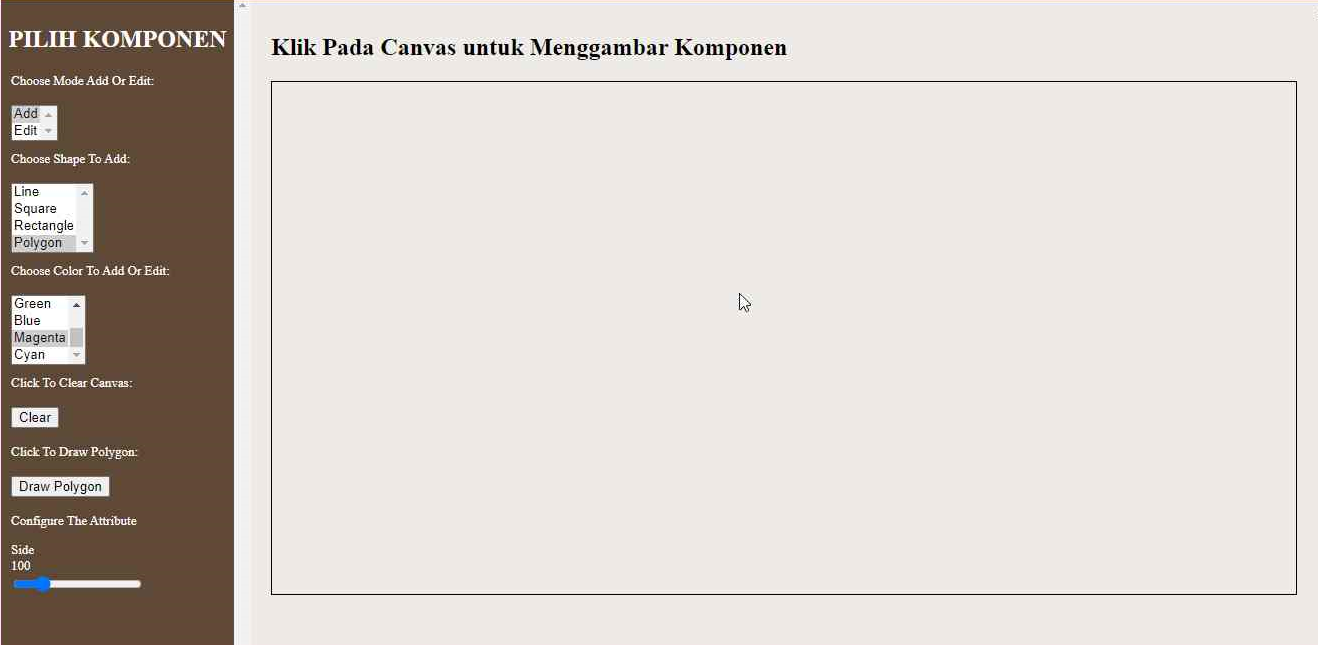 PILIH KOMPONEN
Choose Mode Add Or Edit:
Add
Edit
Choose Shape To Add:
Line
Square
Rectangle
Polygon
Choose Color To Add Or Edit:
Green
Blue
Magenta
Cyan
Click To Clear Canvas:
Clear
Click To Draw Polygon:
Draw Polygon
Configure The Attribute
Side
100
Klik Pada Canvas untuk Menggambar Komponen